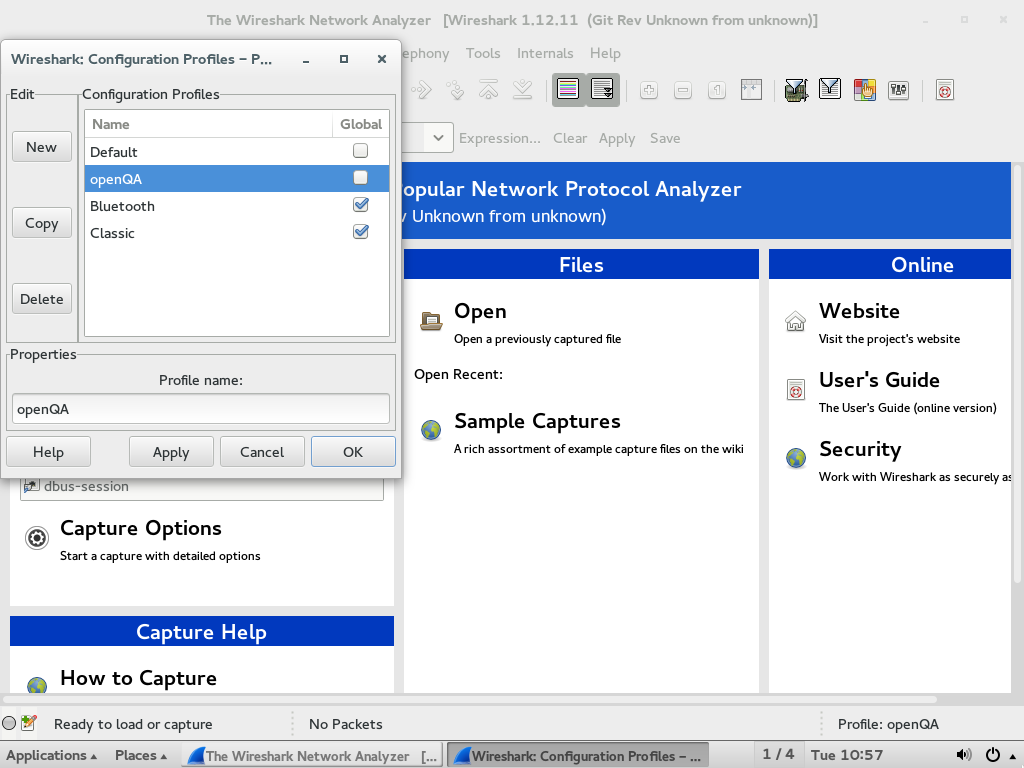 The Wireshark Network Analyzer   [Wireshark 1.12.11  (Git Rev Unknown from unknown)]
Wireshark: Configuration Profiles – P...
ephony Tools Internals Help
Edit
Configuration Profiles
Name Global
New
Default
openQA
Bluetooth
Classic
Copy
Delete
Expression... Clear Apply Save
opular Network Protocol Analyzer
v Unknown from unknown)
Properties
Profile name:
openQA
Help Apply Cancel OK
dbus-session
Capture Options
Start a capture with detailed options
Capture Help
How to Capture
Files
Open
Open a previously captured file
Open Recent:
Sample Captures
A rich assortment of example capture files on the wiki
Online
Website
Visit the project's website
User's Guide
The User's Guide (online version)
Security
Work with Wireshark as securely as
Ready to load or capture No Packets Profile: openQA
Applications Places The Wireshark Network Analyzer [... Wireshark: Configuration Profiles – ... 1 / 4 Tue 10:57